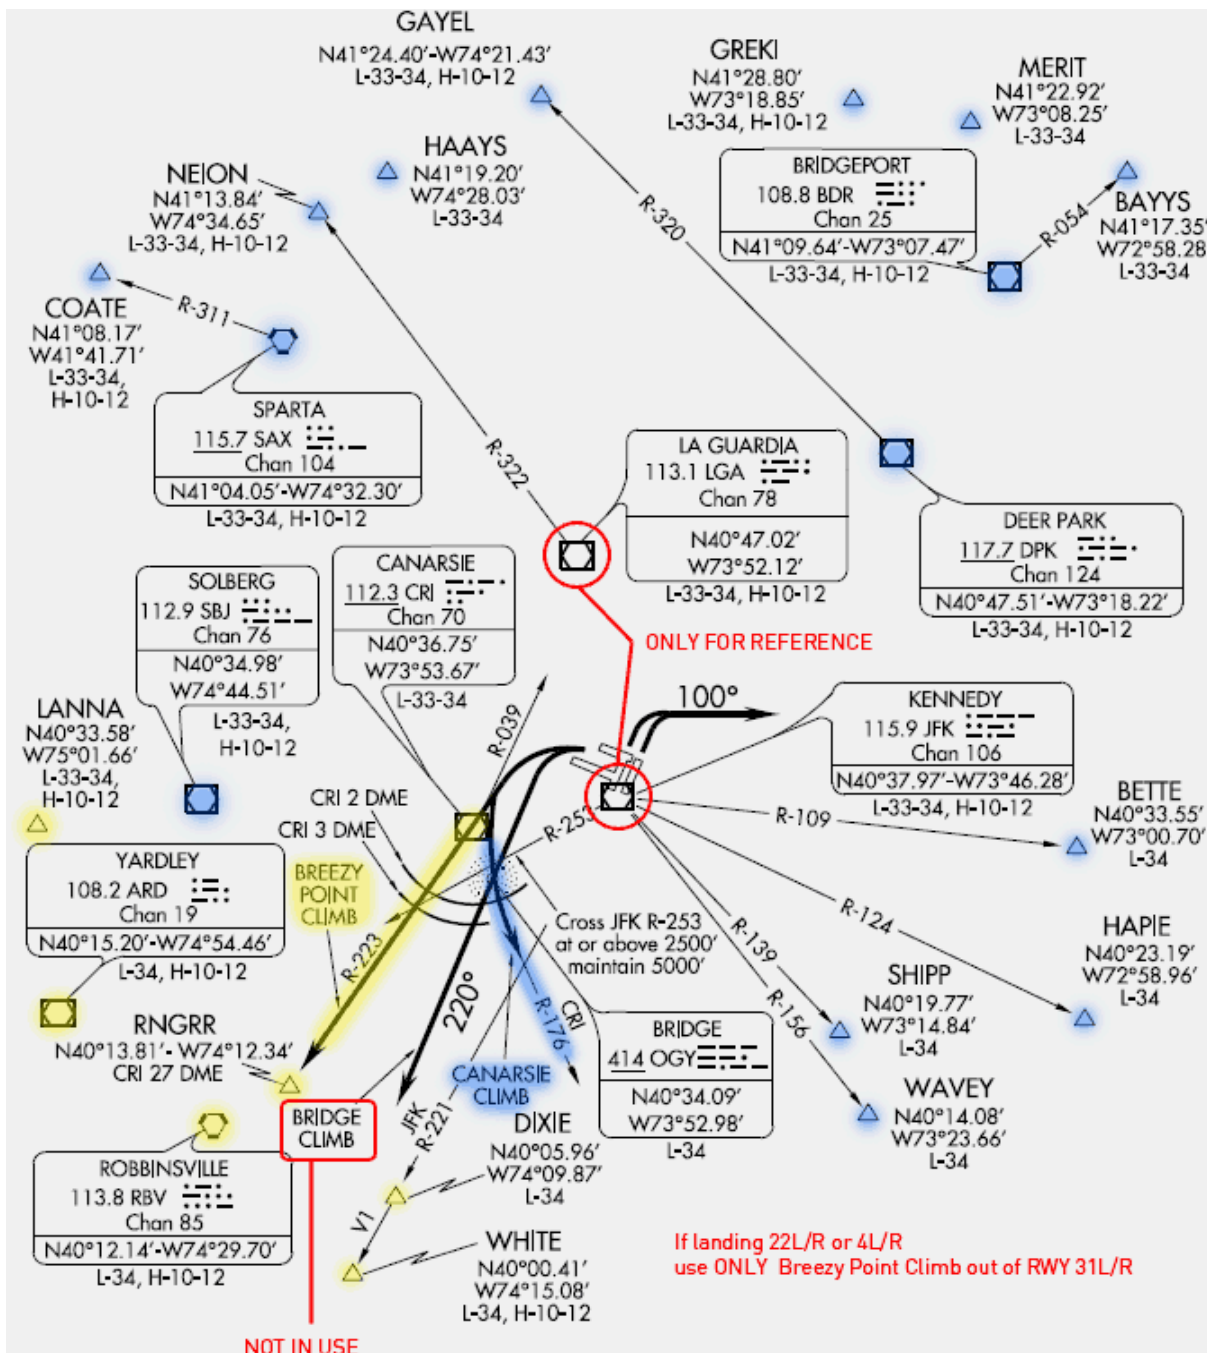 GAYEL
N41°24.40'-W74°21.43'
L-33-34, H-10-12
GREKI
N41°28.80'
W73°18.85'
L-33-34, H-10-12
MERIT
N41°22.92'
W73°08.25'
L-33-34
HAAYS
N41°19.20'
W74°28.03'
L-33-34
NEION
N41°13.84'
W74°34.65'
L-33-34, H-10-12
BRIDGEPORT
108.8 BDR
Chan 25
N41°09.64'-W73°07.47'
L-33-34, H-10-12
R-054
BAYYS
N41°17.35'
W72°58.28
L-33-34
R-320
COATE
N41°08.17'
W41°41.71'
L-33-34,
H-10-12
R-311
SPARTA
115.7 SAX
Chan 104
N41°04.05'-W74°32.30'
L-33-34, H-10-12
R-322
LA GUARDIA
113.1 LGA
Chan 78
N40°47.02'
W73°52.12'
L-33-34, H-10-12
DEER PARK
117.7 DPK
Chan 124
N40°47.51'-W73°18.22'
L-33-34, H-10-12
CANARSIE
112.3 CRI
Chan 70
N40°36.75'
W73°53.67'
L-33-34
SOLBERG
112.9 SBJ
Chan 76
N40°34.98'
W74°44.51'
L-33-34,
H-10-12
ONLY FOR REFERENCE
LANNA
N40°33.58'
W75°01.66'
L-33-34,
H-10-12
R-039
100°
KENNEDY
115.9 JFK
Chan 106
N40°37.97'-W73°46.28'
L-33-34, H-10-12
BETTE
N40°33.55'
W73°00.70'
L-34
CRI 2 DME
CRI 3 DME
R-253
R-109
YARDLEY
108.2 ARD
Chan 19
N40°15.20'-W74°54.46'
L-34, H-10-12
BREEZY
POINT
CLIMB
R-223
Cross JFK R-253
at or above 2500'
maintain 5000'
R-124
R-139
R-156
HAPIE
N40°23.19'
W72°58.96'
L-34
SHIPP
N40°19.77'
W73°14.84'
L-34
220°
CRI
R-176
RNGRR
N40°13.81'- W74°12.34'
CRI 27 DME
BRIDGE
414 OGY
N40°34.09'
W73°52.98'
L-34
CANARSIE
CLIMB
WAVEY
N40°14.08'
W73°23.66'
L-34
BRIDGE
CLIMB
JFK
R-221
DIXIE
N40°05.96'
W74°09.87'
L-34
ROBBINSVILLE
113.8 RBV
Chan 85
N40°12.14'-W74°29.70'
L-34, H-10-12
V1
WHITE
N40°00.41'
W74°15.08'
L-34, H-10-12
If landing 22L/R or 4L/R
use ONLY Breezy Point Climb out of RWY 31L/R
NOT IN USE